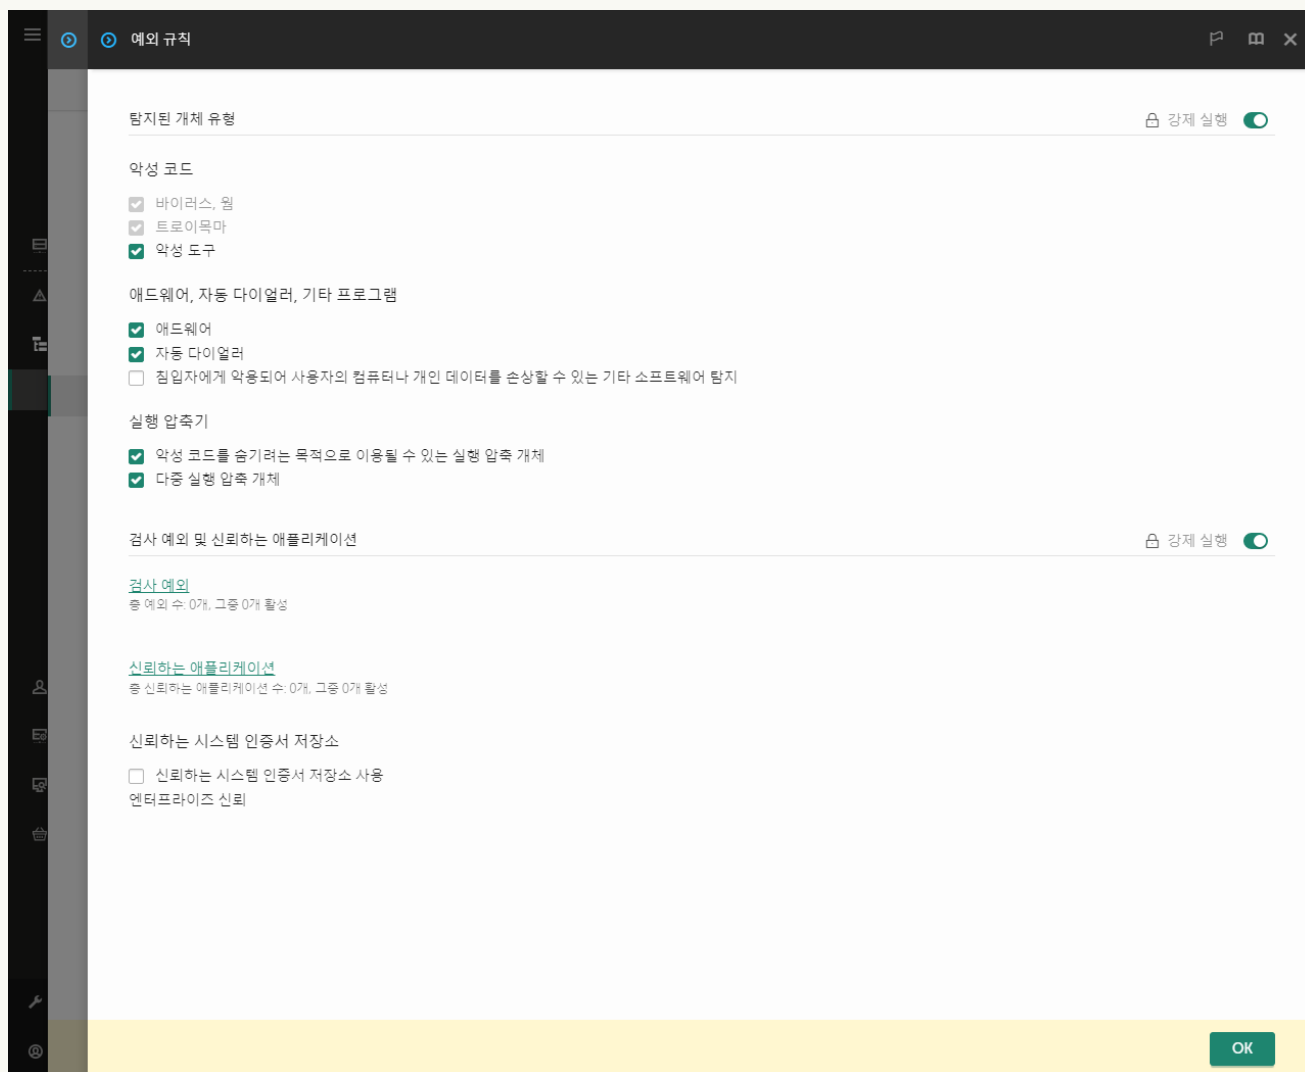 예외 규칙
탐지된 개체 유형
강제 실행
악성 코드
바이러스, 웜
트로이목마
악성 도구
애드웨어, 자동 다이얼러, 기타 프로그램
애드웨어
자동 다이얼러
침입자에게 악용되어 사용자의 컴퓨터나 개인 데이터를 손상할 수 있는 기타 소프트웨어 탐지
실행 압축기
악성 코드를 숨기려는 목적으로 이용될 수 있는 실행 압축 개체
다중 실행 압축 개체
검사 예외 및 신뢰하는 애플리케이션
강제 실행
검사 예외
총 예외 수: 0개, 그중 0개 활성
신뢰하는 애플리케이션
총 신뢰하는 애플리케이션 수: 0개, 그중 0개 활성
신뢰하는 시스템 인증서 저장소
신뢰하는 시스템 인증서 저장소 사용
엔터프라이즈 신뢰
OK